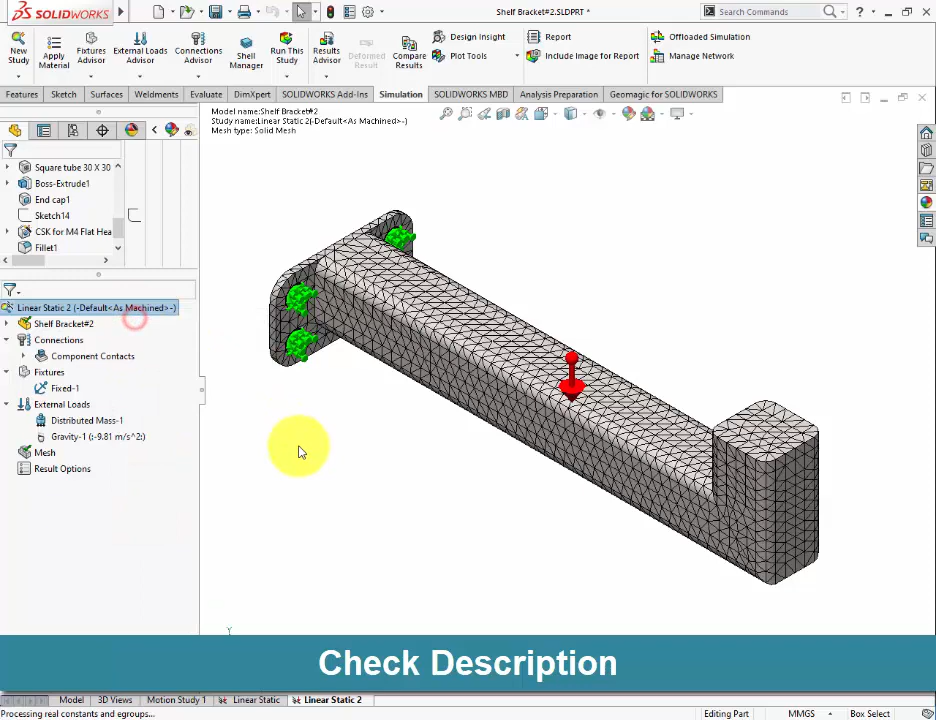 SOLIDWORKS
Shelf Bracket#2.SLDPRT *
Search Commands
?
New Study
Apply Material
Fixtures Advisor
External Loads Advisor
Connections Advisor
Shell Manager
Run This Study
Results Advisor
Deformed Result
Compare Results
Design Insight
Plot Tools
Report
Include Image for Report
Offloaded Simulation
Manage Network
Features
Sketch
Surfaces
Weldments
Evaluate
DimXpert
SOLIDWORKS Add-Ins
Simulation
SOLIDWORKS MBD
Analysis Preparation
Geomagic for SOLIDWORKS
Model name:Shelf Bracket#2
Study name:Linear Static 2(-Default<As Machined>-)
Mesh type: Solid Mesh
Square tube 30 X 30
Boss-Extrude1
End cap1
Sketch14
CSK for M4 Flat Hea
Fillet1
Linear Static 2 (-Default<As Machined>-)
Shelf Bracket#2
Connections
Component Contacts
Fixtures
Fixed-1
External Loads
Distributed Mass-1
Gravity-1 (:-9.81 m/s^2:)
Mesh
Result Options
Y
Check Description
Model
3D Views
Motion Study 1
Linear Static
Linear Static 2
Processing real constants and egroups...
Editing Part
MMGS
Box Select